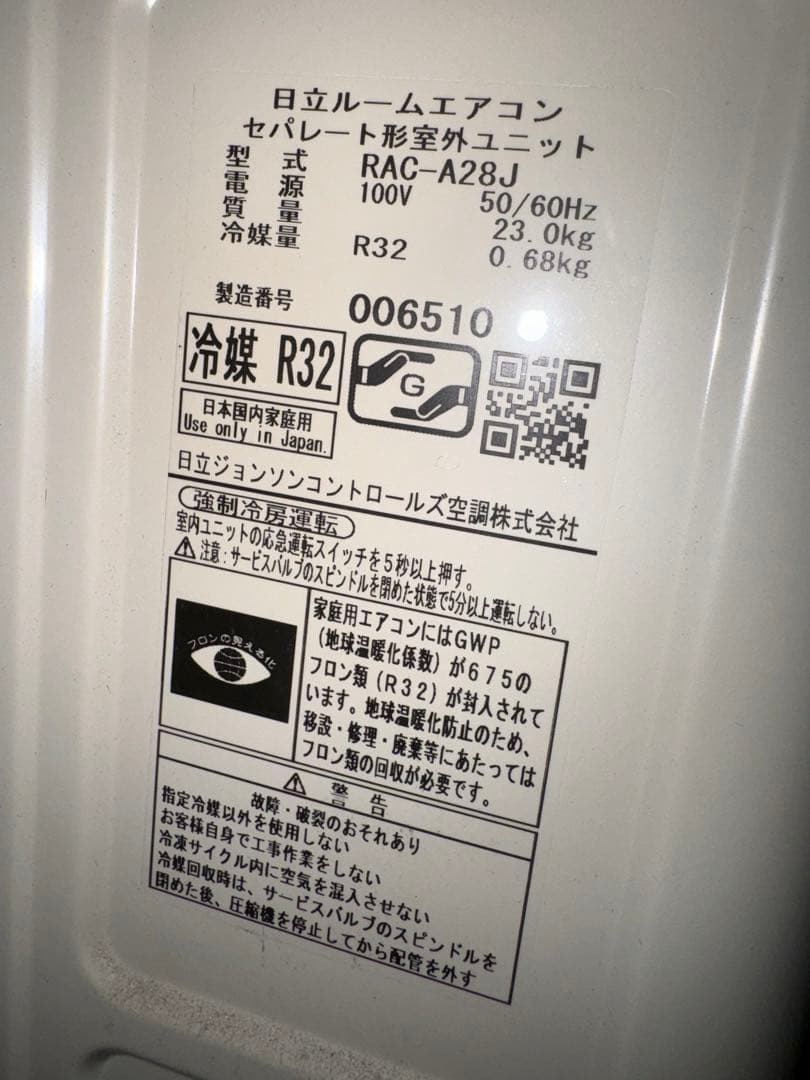 日立ルームエアコン
セパレート形室外ユニット
型式 RAC-A28J
電源 100V 50/60Hz
質量 23.0kg
冷媒量 R32 0.68kg
製造番号 006510
冷媒 R32
G
日本国内家庭用
Use only in Japan.
日立ジョンソンコントロールズ空調株式会社
強制冷房運転
室内ユニットの応急運転スイッチを5秒以上押す。
⚠注意:サービスバルブのスピンドルを閉めた状態で5分以上運転しない。
フロンの見える化
家庭用エアコンにはGWP
(地球温暖化係数)が675の
フロン類(R32)が封入されて
います。地球温暖化防止のため、
移設・修理・廃棄等にあたっては
フロン類の回収が必要です。
⚠警告
故障・破裂のおそれあり
指定冷媒以外を使用しない
お客様自身で工事作業をしない
冷凍サイクル内に空気を混入させない
冷媒回収時は、サービスバルブのスピンドルを
閉めた後、圧縮機を停止してから配管を外す